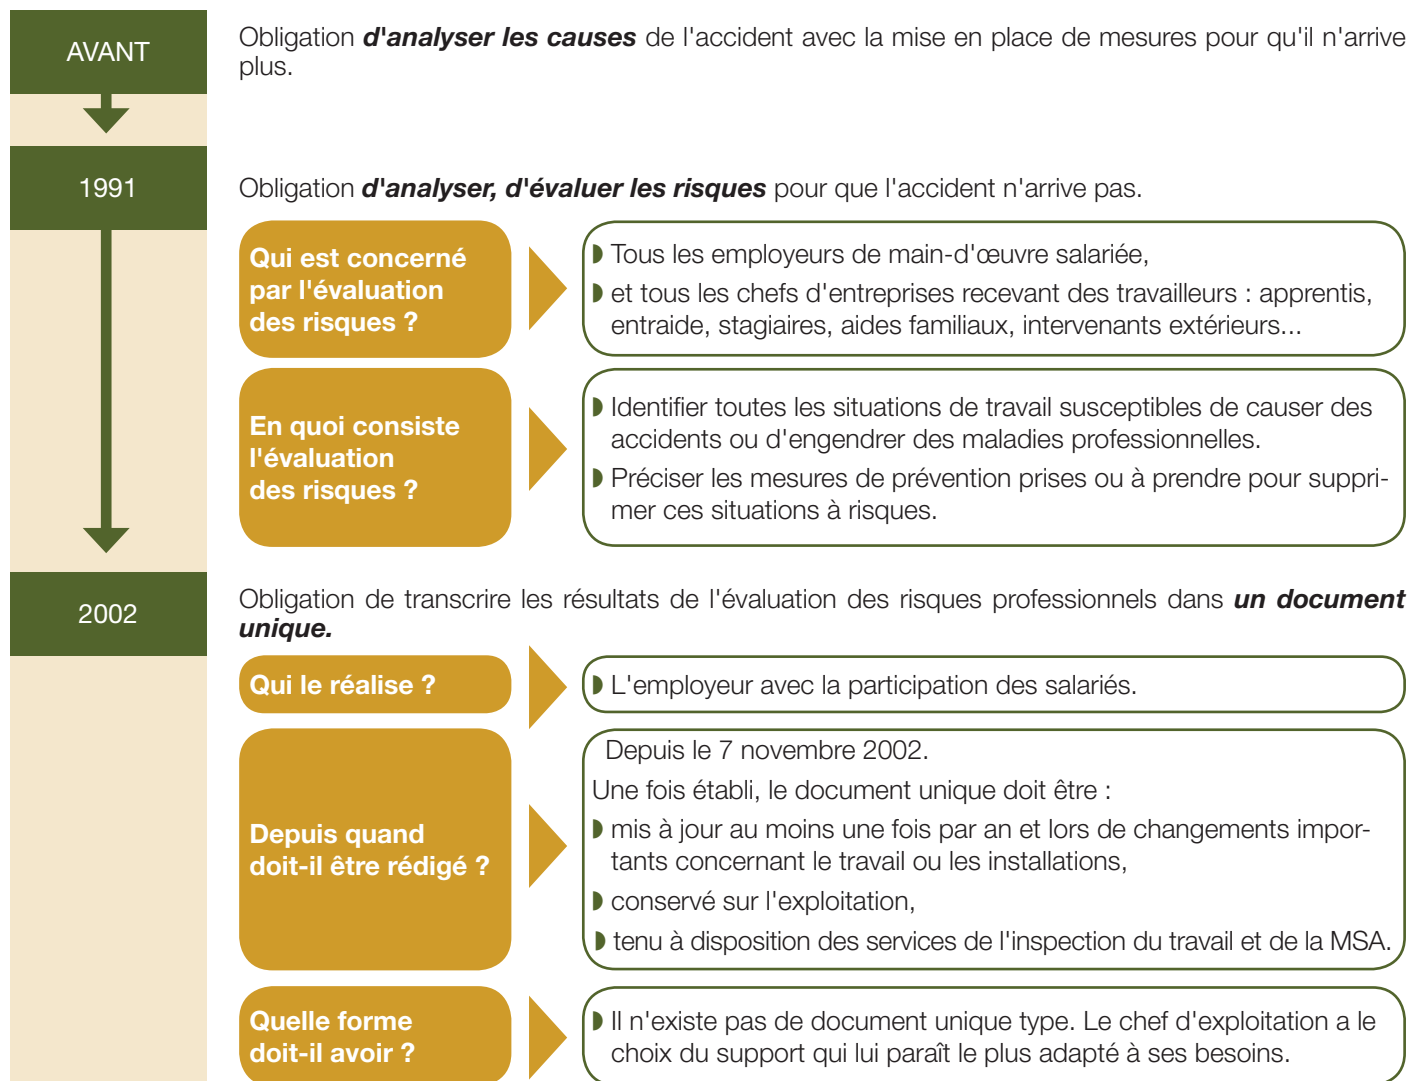 AVANT
Obligation d'analyser les causes de l'accident avec la mise en place de mesures pour qu'il n'arrive
plus.
1991
Obligation d'analyser, d'évaluer les risques pour que l'accident n'arrive pas.
Qui est concerné
par l'évaluation
des risques ?
Tous les employeurs de main-d'œuvre salariée,
et tous les chefs d'entreprises recevant des travailleurs : apprentis,
entraide, stagiaires, aides familiaux, intervenants extérieurs...
En quoi consiste
l'évaluation
des risques ?
Identifier toutes les situations de travail susceptibles de causer des
accidents ou d'engendrer des maladies professionnelles.
Préciser les mesures de prévention prises ou à prendre pour suppri-
mer ces situations à risques.
2002
Obligation de transcrire les résultats de l'évaluation des risques professionnels dans un document
unique.
Qui le réalise ?
L'employeur avec la participation des salariés.
Depuis quand
doit-il être rédigé ?
Depuis le 7 novembre 2002.
Une fois établi, le document unique doit être :
mis à jour au moins une fois par an et lors de changements impor-
tants concernant le travail ou les installations,
conservé sur l'exploitation,
tenu à disposition des services de l'inspection du travail et de la MSA.
Quelle forme
doit-il avoir ?
Il n'existe pas de document unique type. Le chef d'exploitation a le
choix du support qui lui paraît le plus adapté à ses besoins.